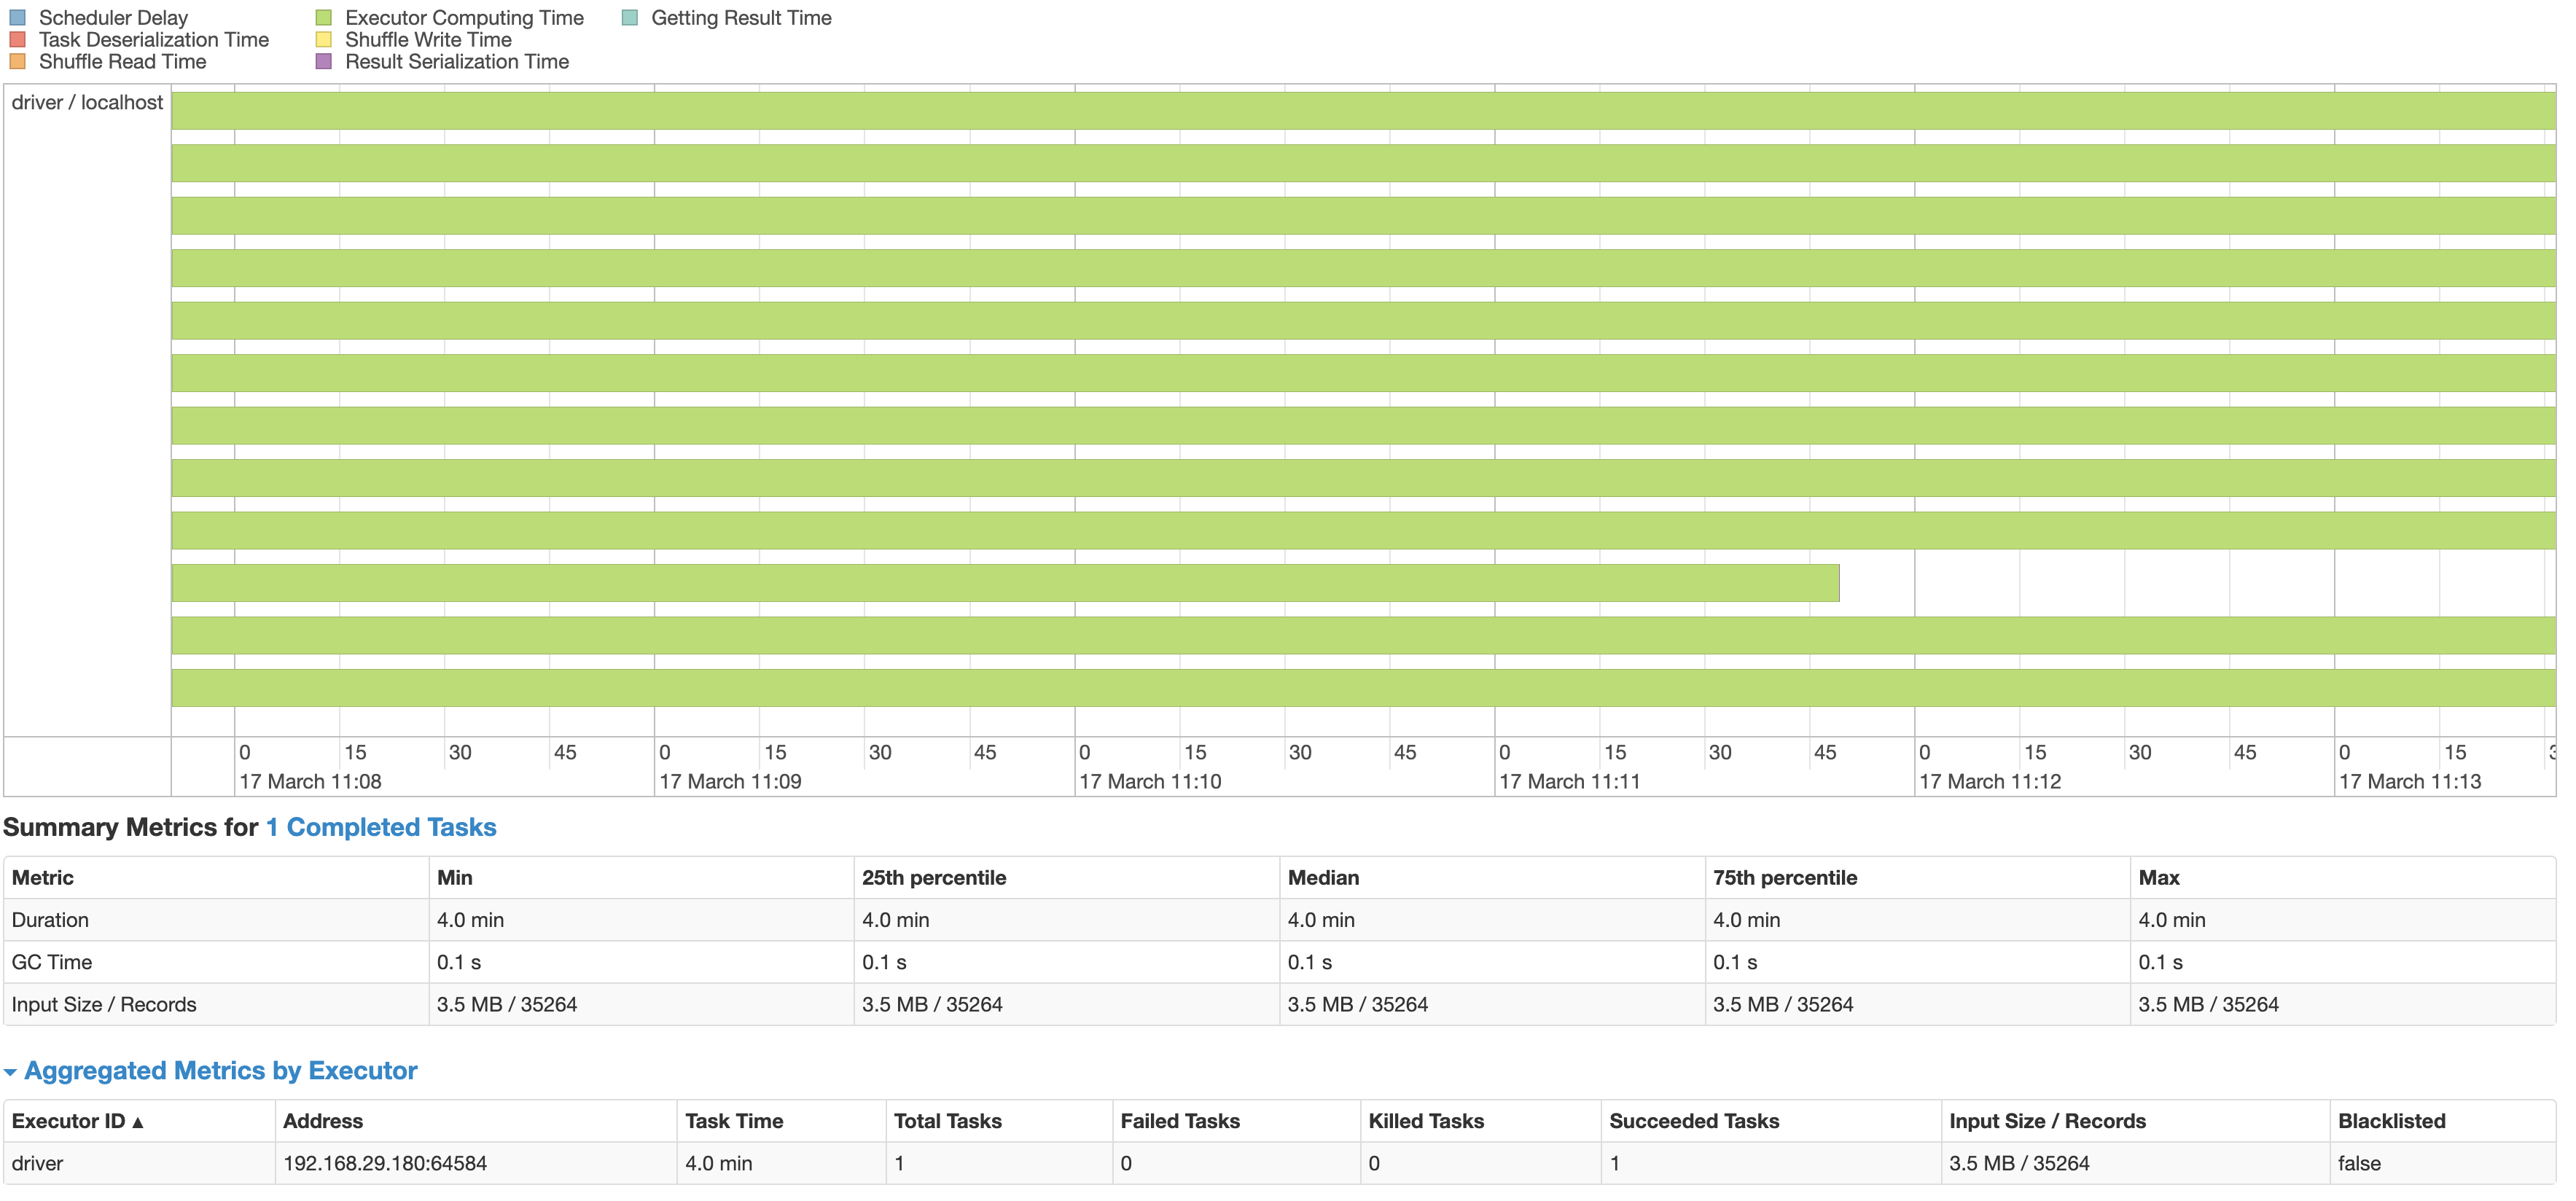 Scheduler Delay Executor Computing Time Getting Result Time
Task Deserialization Time Shuffle Write Time
Shuffle Read Time Result Serialization Time
driver / localhost
0 15 30 45 0 15 30 45 0 15 30 45 0 15 30 45 0 15 30 45 0 15
17 March 11:08 17 March 11:09 17 March 11:10 17 March 11:11 17 March 11:12 17 March 11:13
Summary Metrics for 1 Completed Tasks
Metric Min 25th percentile Median 75th percentile Max
Duration 4.0 min 4.0 min 4.0 min 4.0 min 4.0 min
GC Time 0.1 s 0.1 s 0.1 s 0.1 s 0.1 s
Input Size / Records 3.5 MB / 35264 3.5 MB / 35264 3.5 MB / 35264 3.5 MB / 35264 3.5 MB / 35264
Aggregated Metrics by Executor
Executor ID ▲ Address Task Time Total Tasks Failed Tasks Killed Tasks Succeeded Tasks Input Size / Records Blacklisted
driver 192.168.29.180:64584 4.0 min 1 0 0 1 3.5 MB / 35264 false